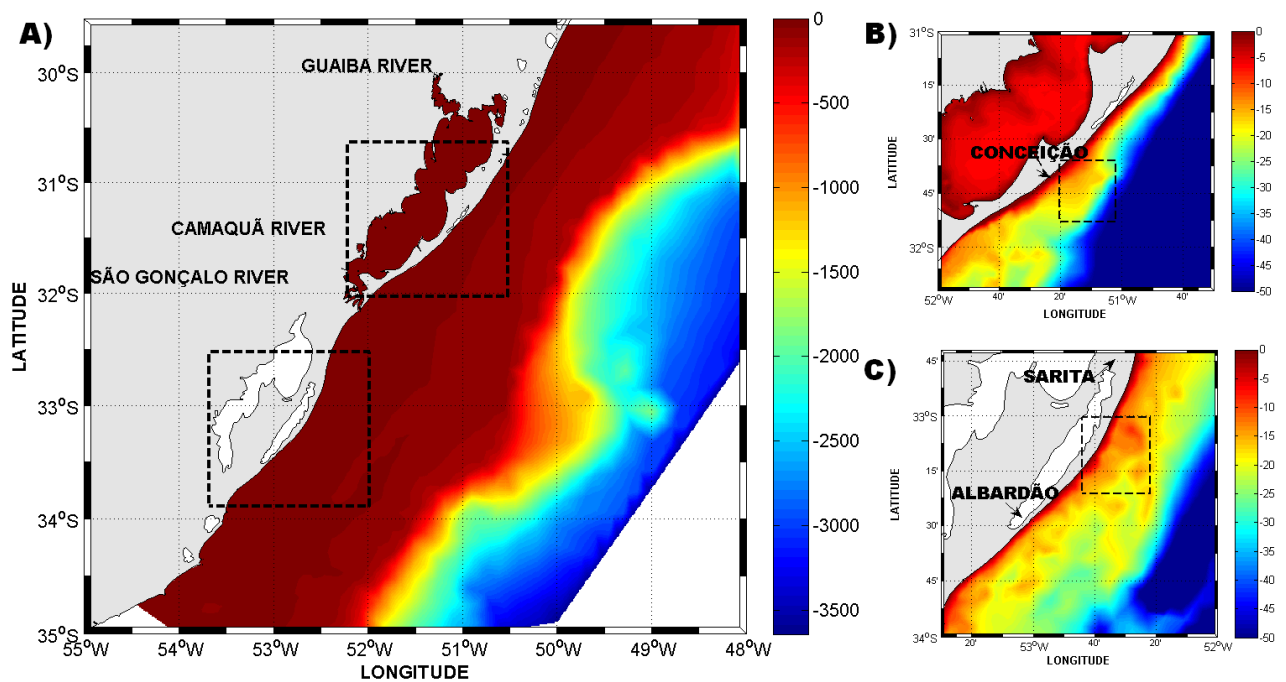 A)
GUAIBA RIVER
CAMAQUÃ RIVER
SÃO GONÇALO RIVER
LATITUDE
30°S
31°S
32°S
33°S
34°S
35°S
55°W
54°W
53°W
52°W
51°W
50°W
49°W
48°W
LONGITUDE
0
-500
-1000
-1500
-2000
-2500
-3000
-3500
B)
CONCEIÇÃO
LATITUDE
31°S
15'
30'
45'
32°S
52°W
40'
20'
51°W
40'
LONGITUDE
0
-5
-10
-15
-20
-25
-30
-35
-40
-45
-50
C)
SARITA
ALBARDÃO
LATITUDE
45'
33°S
15'
30'
45'
34°S
20'
53°W
40'
20'
52°W
LONGITUDE
0
-5
-10
-15
-20
-25
-30
-35
-40
-45
-50